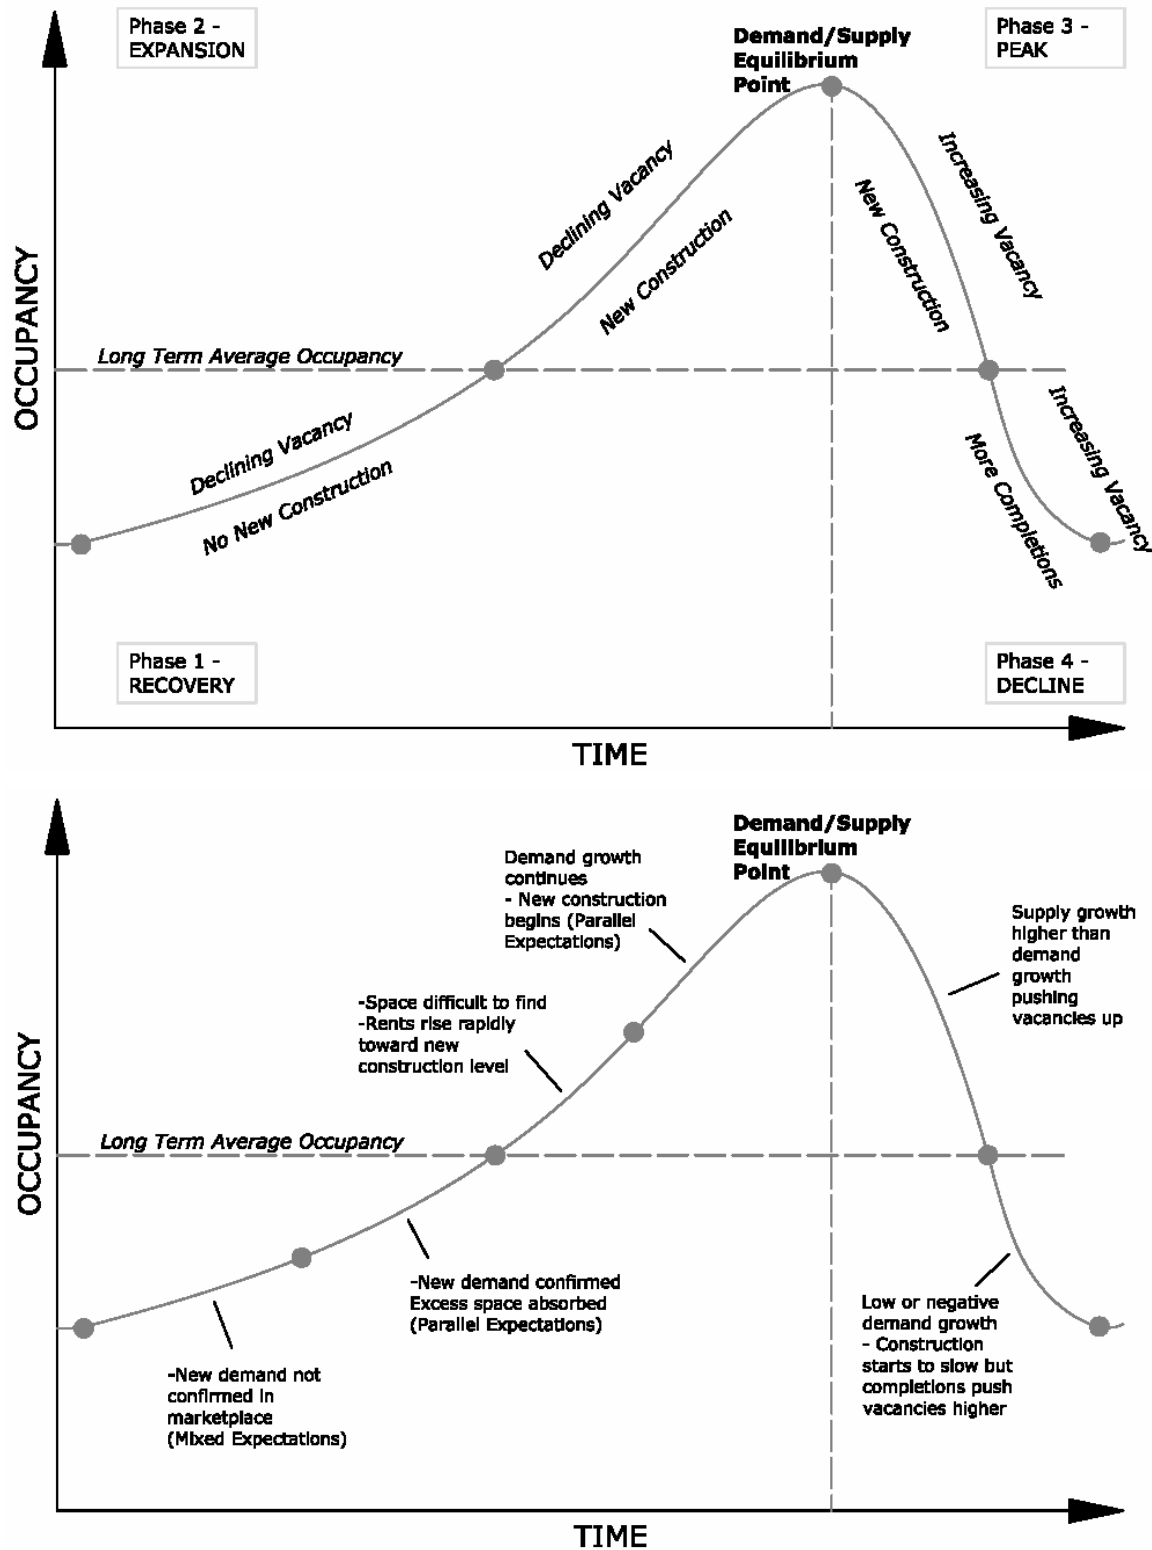 Phase 2 -
EXPANSION
Demand/Supply
Equilibrium
Point
Phase 3 -
PEAK
Declining Vacancy
New Construction
Increasing Vacancy
New Construction
OCCUPANCY
Long Term Average Occupancy
Declining Vacancy
No New Construction
Increasing Vacancy
More Completions
Phase 1 -
RECOVERY
Phase 4 -
DECLINE
TIME
Demand/Supply
Equilibrium
Point
Demand growth
continues
- New construction
begins (Parallel
Expectations)
Supply growth
higher than
demand
growth
pushing
vacancies up
-Space difficult to find
-Rents rise rapidly
toward new
construction level
OCCUPANCY
Long Term Average Occupancy
-New demand confirmed
Excess space absorbed
(Parallel Expectations)
Low or negative
demand growth
- Construction
starts to slow but
completions push
vacancies higher
-New demand not
confirmed in
marketplace
(Mixed Expectations)
TIME